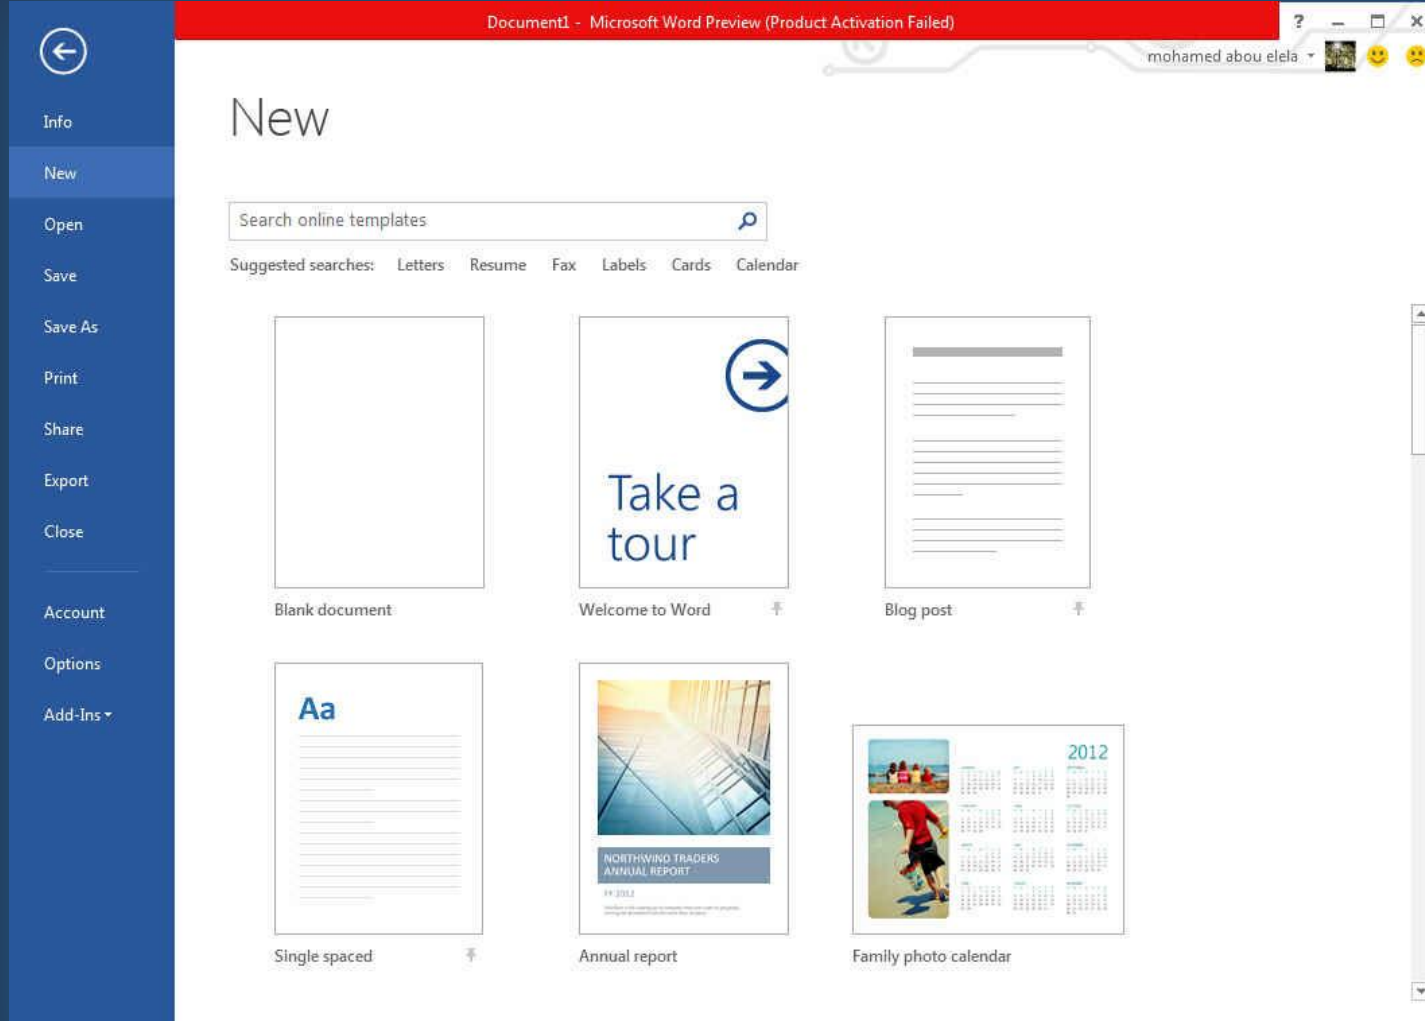 Document1 - Microsoft Word Preview (Product Activation Failed)
?
mohamed abou elela
Info
New
Open
Save
Save As
Print
Share
Export
Close
Account
Options
Add-Ins
New
Search online templates
Suggested searches: Letters Resume Fax Labels Cards Calendar
Take a
tour
Blank document
Welcome to Word
Blog post
Aa
NORTHWIND TRADERS
ANNUAL REPORT
FY 2012
2012
Single spaced
Annual report
Family photo calendar